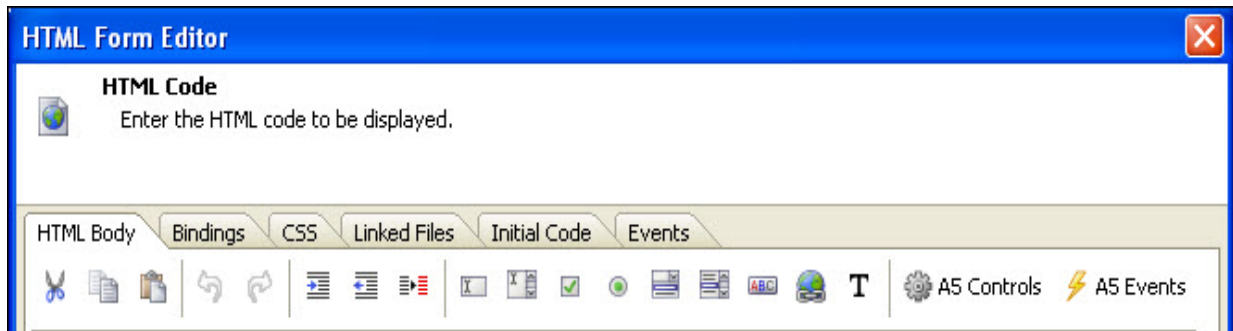 HTML Form Editor
HTML Code
Enter the HTML code to be displayed.
HTML Body Bindings CSS Linked Files Initial Code Events
ABC T A5 Controls A5 Events